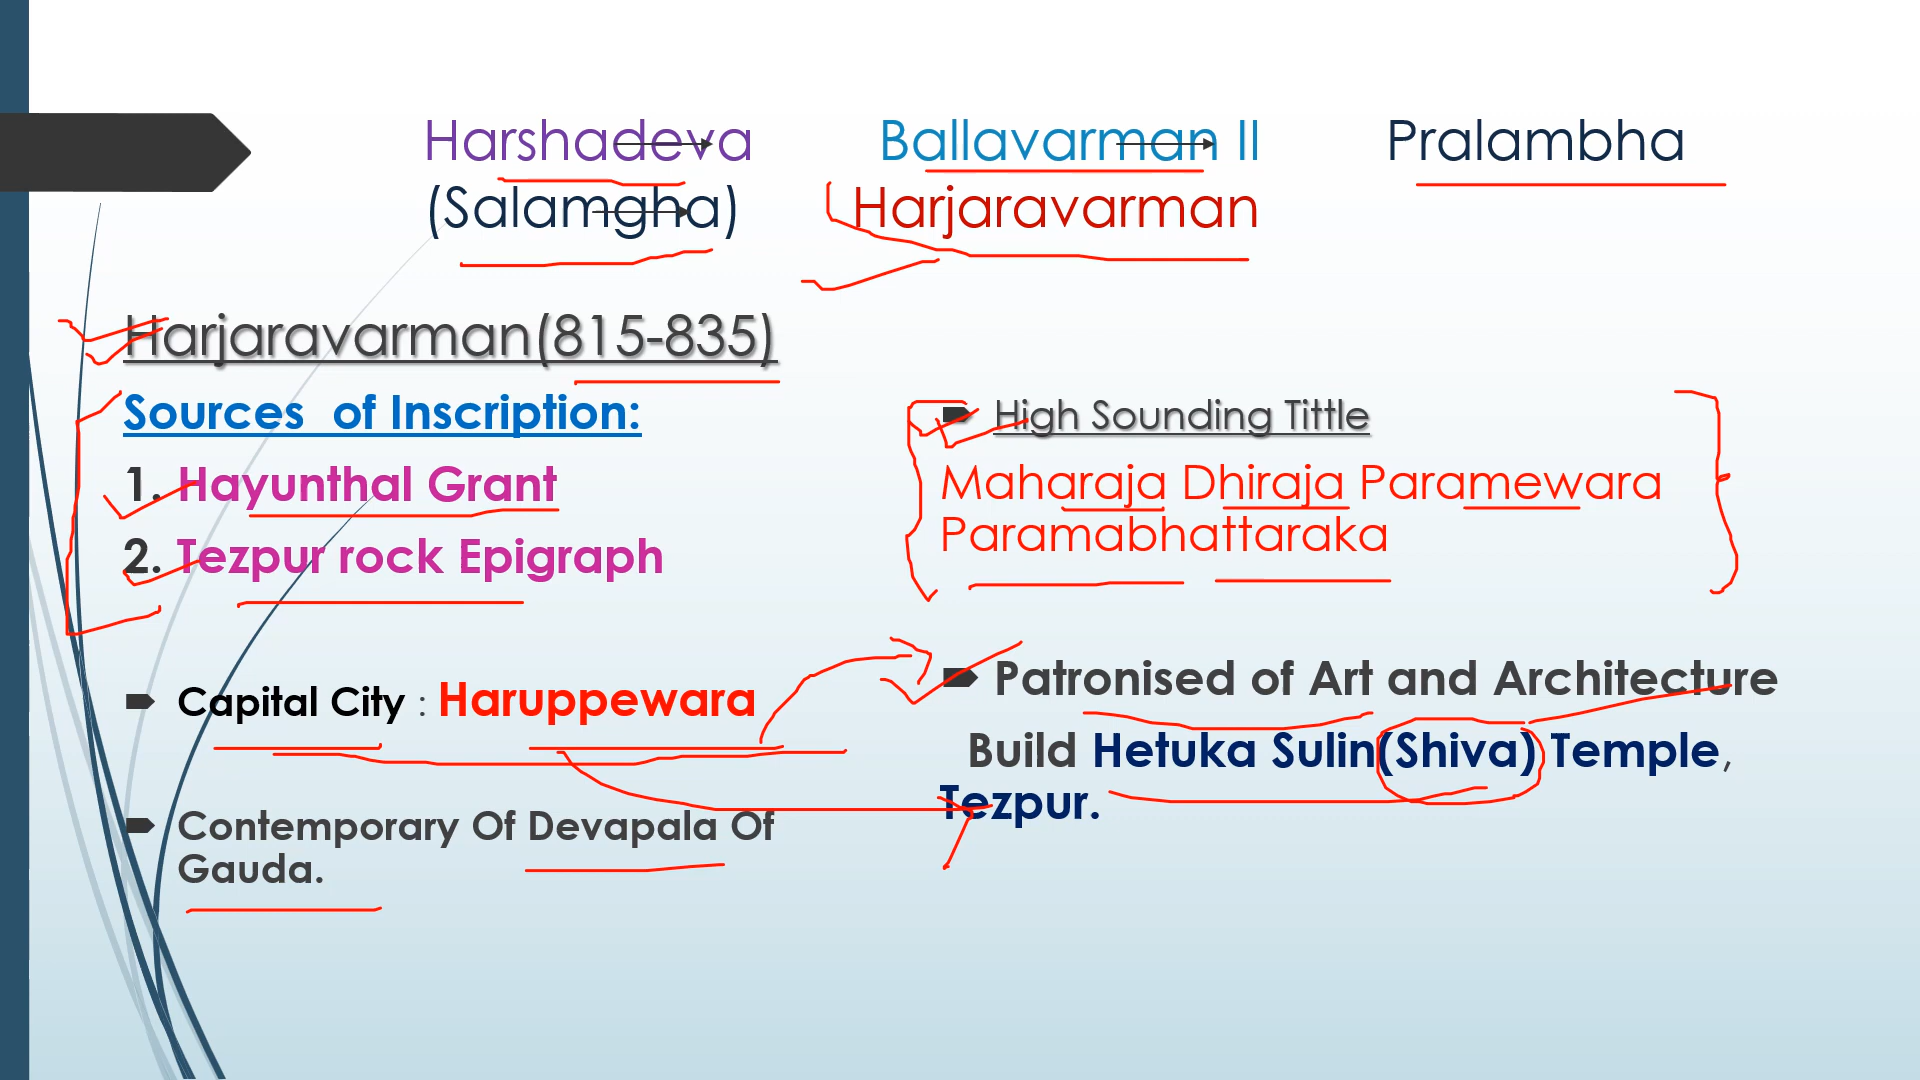 Harshadeva Ballavarman II Pralambha
(Salamgha) Harjaravarman
Harjaravarman(815-835)
Sources of Inscription:
1. Hayunthal Grant
2. Tezpur rock Epigraph
Capital City : Haruppewara
Contemporary Of Devapala Of
Gauda.
High Sounding Tittle
Maharaja Dhiraja Paramewara
Paramabhattaraka
Patronised of Art and Architecture
Build Hetuka Sulin(Shiva) Temple,
Tezpur.